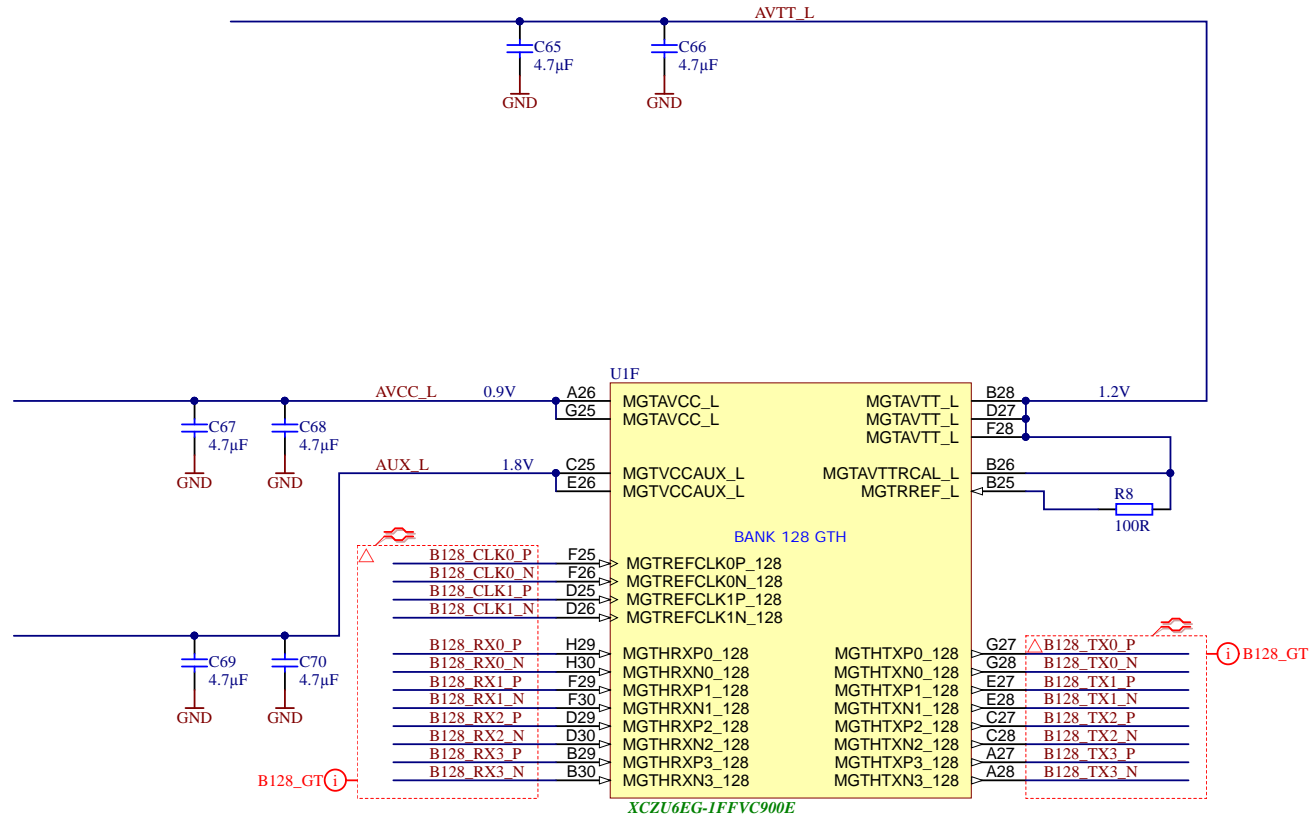 AVTT_L
C65
4.7µF
GND
C66
4.7µF
GND
U1F
AVCC_L 0.9V A26 MGTAVCC_L
G25 MGTAVCC_L
MGTAVTT_L B28 1.2V
MGTAVTT_L D27
MGTAVTT_L F28
C67
4.7µF
GND
C68
4.7µF
GND
AUX_L 1.8V C25 MGTVCCAUX_L
E26 MGTVCCAUX_L
MGTAVTTRCAL_L B26
MGTRREF_L B25
R8
100R
BANK 128 GTH
B128_CLK0_P F25 MGTREFCLK0P_128
B128_CLK0_N F26 MGTREFCLK0N_128
B128_CLK1_P D25 MGTREFCLK1P_128
B128_CLK1_N D26 MGTREFCLK1N_128
C69
4.7µF
GND
C70
4.7µF
GND
B128_RX0_P H29 MGTHRXP0_128
B128_RX0_N H30 MGTHRXN0_128
B128_RX1_P F29 MGTHRXP1_128
B128_RX1_N F30 MGTHRXN1_128
B128_RX2_P D29 MGTHRXP2_128
B128_RX2_N D30 MGTHRXN2_128
B128_RX3_P B29 MGTHRXP3_128
B128_RX3_N B30 MGTHRXN3_128
B128_GT i
MGTHTXP0_128 G27 B128_TX0_P
MGTHTXN0_128 G28 B128_TX0_N
MGTHTXP1_128 E27 B128_TX1_P
MGTHTXN1_128 E28 B128_TX1_N
MGTHTXP2_128 C27 B128_TX2_P
MGTHTXN2_128 C28 B128_TX2_N
MGTHTXP3_128 A27 B128_TX3_P
MGTHTXN3_128 A28 B128_TX3_N
i B128_GT
XCZU6EG-1FFVC900E